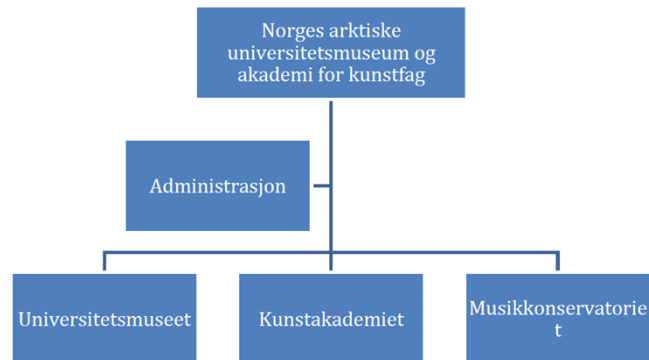 Norges arktiske
universitetsmuseum og
akademi for kunstfag
Administrasjon
Universitetsmuseet
Kunstakademiet
Musikkonservatorie
t